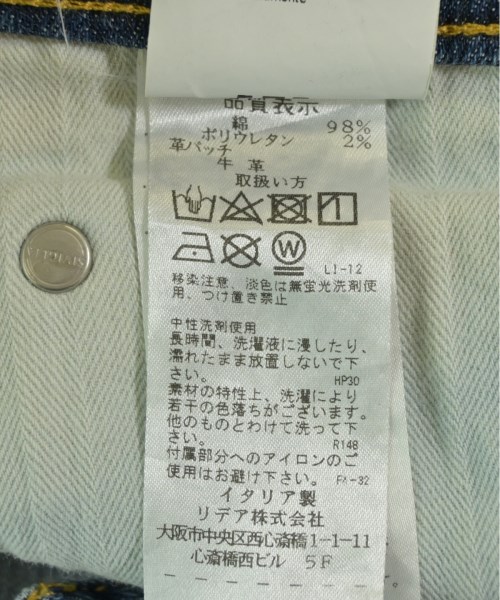 品質表示
綿 98%
ポリウレタン 2%
革パッチ
牛 革
取扱い方
W
L1-12
移染注意、淡色は無蛍光洗剤使
用、つけ置き禁止
中性洗剤使用
長時間、洗濯液に浸したり、
濡れたまま放置しないで下
さい。 HP30
素材の特性上、洗濯により
若干の色落ちがございます。
他のものとわけて洗って下
さい。 R148
付属部分へのアイロンのご
使用はお避け下さい。 F4-32
イタリア製
リデア株式会社
大阪市中央区西心斎橋1-1-11
心斎橋西ビル 5F